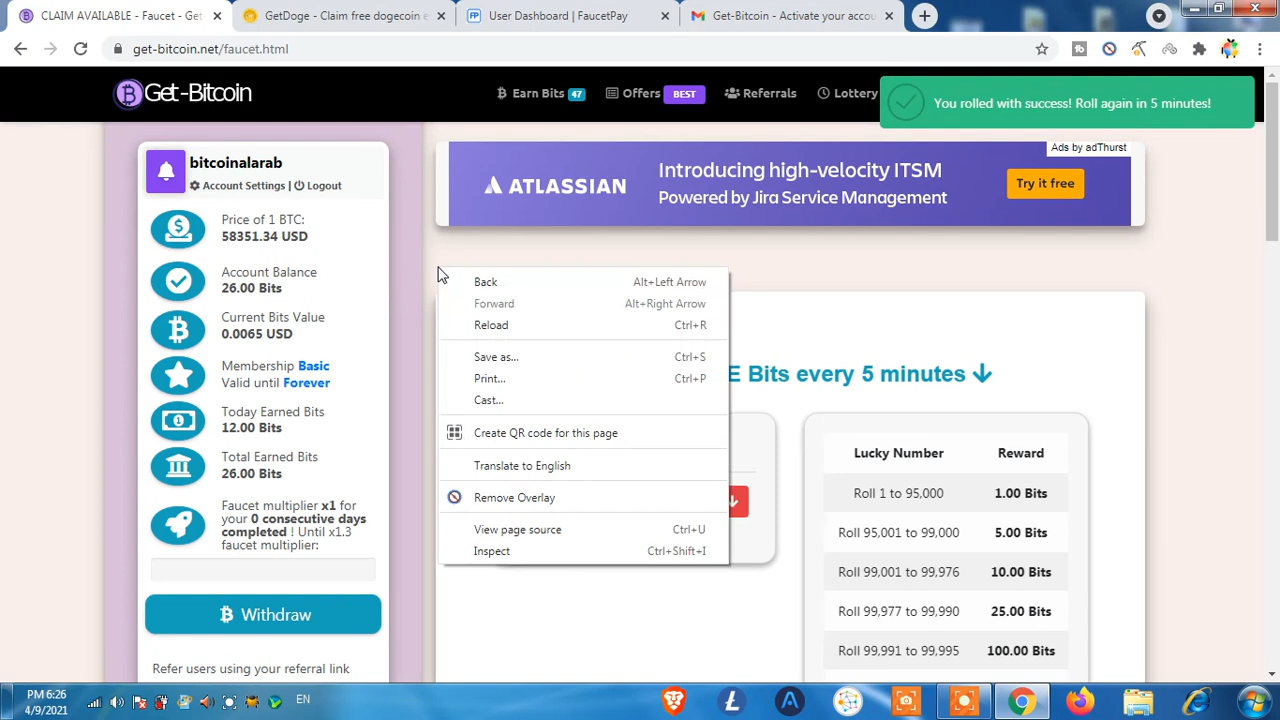 CLAIM AVAILABLE - Faucet - Get-
GetDoge - Claim free dogecoin e
User Dashboard | FaucetPay
Get-Bitcoin - Activate your accou
get-bitcoin.net/faucet.html
Get-Bitcoin
Earn Bits 47
Offers BEST
Referrals
Lottery
You rolled with success! Roll again in 5 minutes!
bitcoinalarab
Account Settings | Logout
Price of 1 BTC:
58351.34 USD
Account Balance
26.00 Bits
Current Bits Value
0.0065 USD
Membership Basic
Valid until Forever
Today Earned Bits
12.00 Bits
Total Earned Bits
26.00 Bits
Faucet multiplier x1 for
your 0 consecutive days
completed ! Until x1.3
faucet multiplier:
Withdraw
Refer users using your referral link
Ads by adThurst
ATLASSIAN
Introducing high-velocity ITSM
Powered by Jira Service Management
Try it free
Back Alt+Left Arrow
Forward Alt+Right Arrow
Reload Ctrl+R
Save as... Ctrl+S
Print... Ctrl+P
Cast...
Create QR code for this page
Translate to English
Remove Overlay
View page source Ctrl+U
Inspect Ctrl+Shift+I
E Bits every 5 minutes
Lucky Number Reward
Roll 1 to 95,000 1.00 Bits
Roll 95,001 to 99,000 5.00 Bits
Roll 99,001 to 99,976 10.00 Bits
Roll 99,977 to 99,990 25.00 Bits
Roll 99,991 to 99,995 100.00 Bits
PM 6:26
4/9/2021
EN